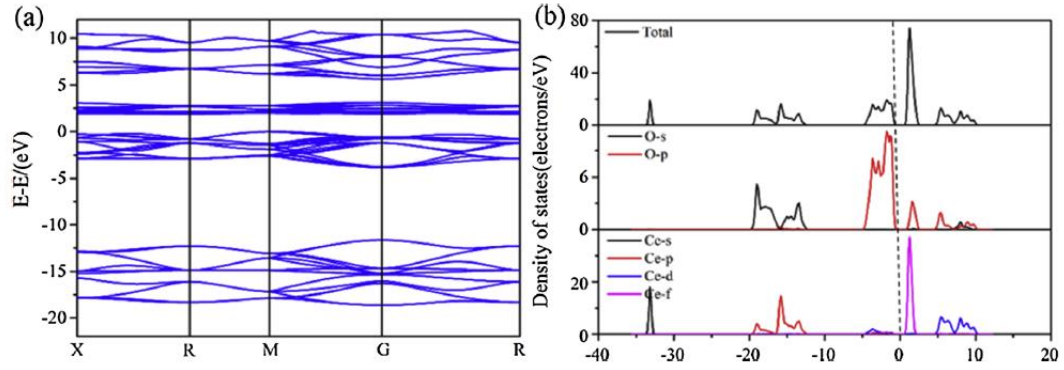 (a)
E-E/(eV)
10
5
0
-5
-10
-15
-20
X R M G R
(b)
Density of states(electrons/eV)
80
40
0
Total
6
0
O-s
O-p
20
0
Ce-s
Ce-p
Ce-d
Ce-f
-40 -30 -20 -10 0 10 20